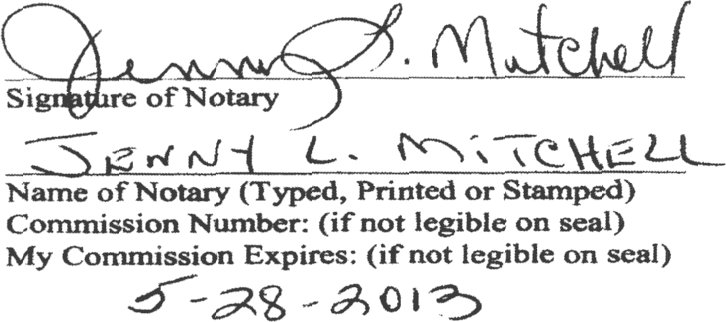 Jenny L. Mitchell
Signature of Notary
JENNY L. MITCHELL
Name of Notary (Typed, Printed or Stamped)
Commission Number: (if not legible on seal)
My Commission Expires: (if not legible on seal)
5-28-2013